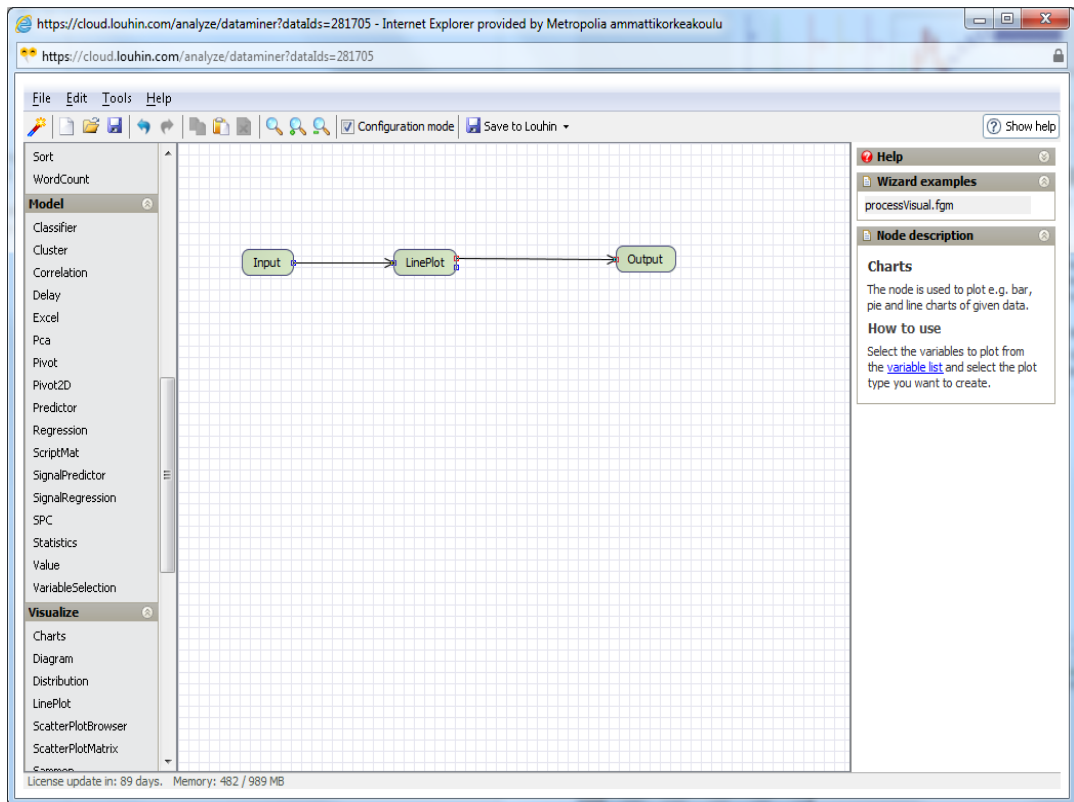 https://cloud.louhin.com/analyze/dataminer?dataIds=281705 - Internet Explorer provided by Metropolia ammattikorkeakoulu
https://cloud.louhin.com/analyze/dataminer?dataIds=281705
File Edit Tools Help
Configuration mode Save to Louhin Show help
Sort
WordCount
Model
Classifier
Cluster
Correlation
Delay
Excel
Pca
Pivot
Pivot2D
Predictor
Regression
ScriptMat
SignalPredictor
SignalRegression
SPC
Statistics
Value
VariableSelection
Visualize
Charts
Diagram
Distribution
LinePlot
ScatterPlotBrowser
ScatterPlotMatrix
Input LinePlot Output
Help
Wizard examples
processVisual.fgm
Node description
Charts
The node is used to plot e.g. bar,
pie and line charts of given data.
How to use
Select the variables to plot from
the variable list and select the plot
type you want to create.
License update in: 89 days. Memory: 482 / 989 MB